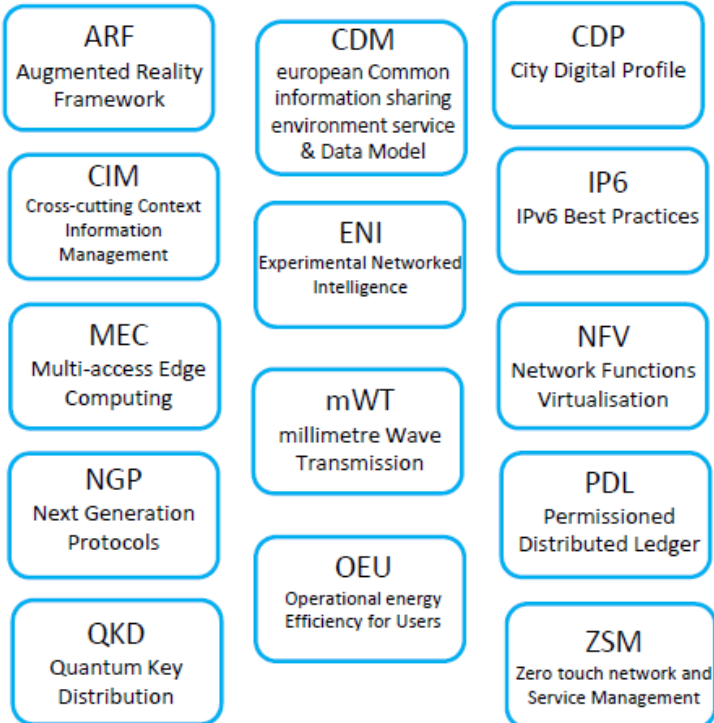 ARF
Augmented Reality
Framework
CDM
european Common
information sharing
environment service
& Data Model
CDP
City Digital Profile
CIM
Cross-cutting Context
Information
Management
ENI
Experimental Networked
Intelligence
IP6
IPv6 Best Practices
MEC
Multi-access Edge
Computing
mWT
millimetre Wave
Transmission
NFV
Network Functions
Virtualisation
NGP
Next Generation
Protocols
OEU
Operational energy
Efficiency for Users
PDL
Permissioned
Distributed Ledger
QKD
Quantum Key
Distribution
ZSM
Zero touch network and
Service Management